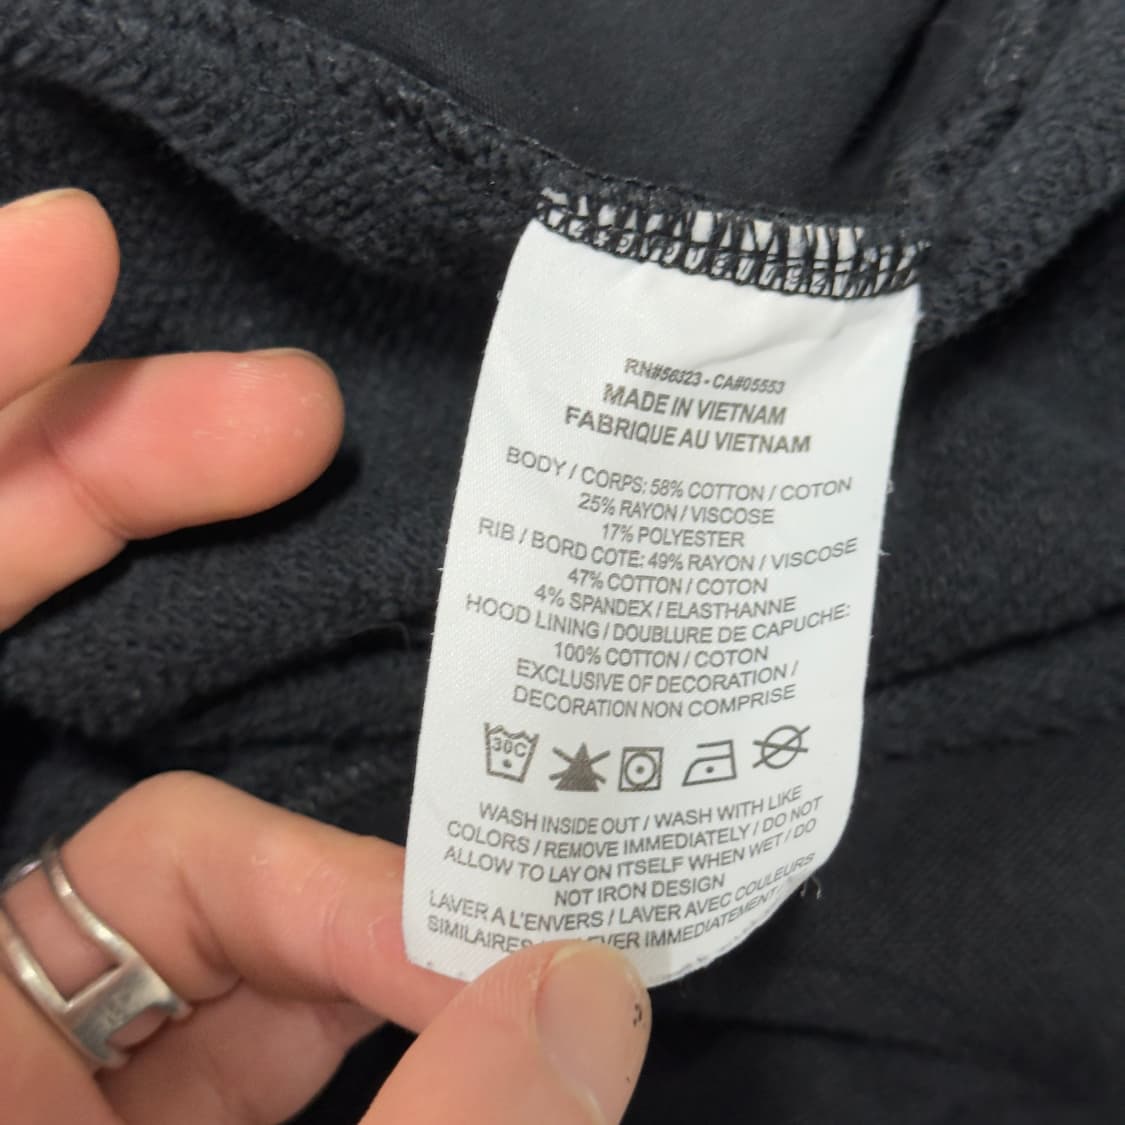 RN#56323 - CA#05553
MADE IN VIETNAM
FABRIQUE AU VIETNAM
BODY / CORPS: 58% COTTON / COTON
25% RAYON / VISCOSE
17% POLYESTER
RIB / BORD COTE: 49% RAYON / VISCOSE
47% COTTON / COTON
4% SPANDEX / ELASTHANNE
HOOD LINING / DOUBLURE DE CAPUCHE:
100% COTTON / COTON
EXCLUSIVE OF DECORATION /
DECORATION NON COMPRISE
30C
WASH INSIDE OUT / WASH WITH LIKE
COLORS / REMOVE IMMEDIATELY / DO NOT
ALLOW TO LAY ON ITSELF WHEN WET / DO
NOT IRON DESIGN
LAVER A L'ENVERS / LAVER AVEC COULEURS
SIMILAIRES IMMEDIATEMENT